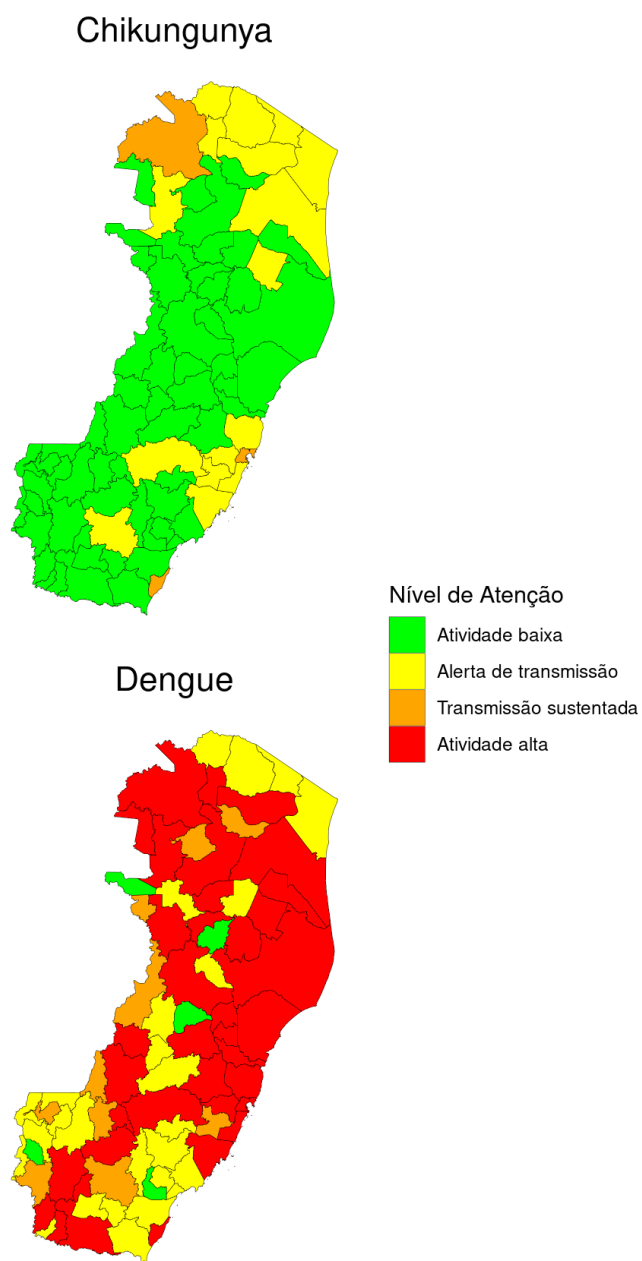 Chikungunya
Nível de Atenção
Atividade baixa
Alerta de transmissão
Transmissão sustentada
Atividade alta
Dengue